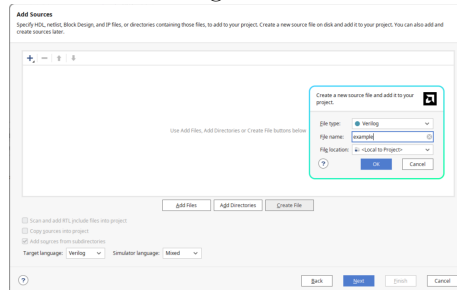 Add Sources
Specify HDL, netlist, Block Design, and IP files, or directories containing those files, to add to your project. Create a new source file on disk and add it to your project. You can also add and
create sources later.
Create a new source file and add it to your
project.
File type: Verilog
File name: example
File location: <Local to Project>
? OK Cancel
Use Add Files, Add Directories or Create File buttons below
Add Files Add Directories Create File
Scan and add RTL include files into project
Copy sources into project
Add sources from subdirectories
Target language: Verilog Simulator language: Mixed
? Back Next Finish Cancel